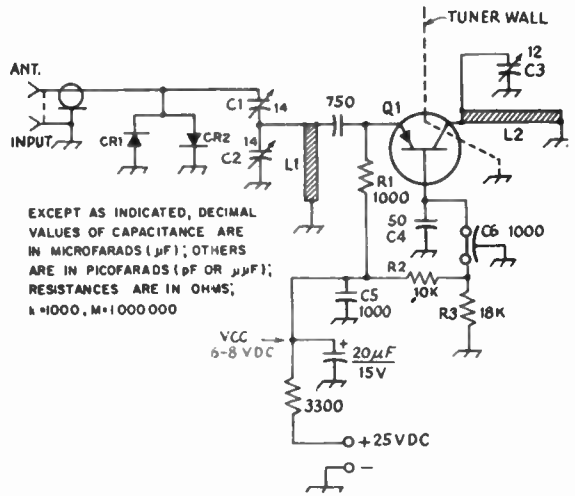 TUNER WALL
ANT.
INPUT
C1
14
C2
14
CR1
CR2
750
L1
Q1
12
C3
L2
R1
1000
50
C4
C6 1000
R2
10K
R3
18K
C5
1000
EXCEPT AS INDICATED, DECIMAL
VALUES OF CAPACITANCE ARE
IN MICROFARADS (µF); OTHERS
ARE IN PICOFARADS (pF OR µµF);
RESISTANCES ARE IN OHMS;
k=1000, M=1000000
VCC
6-8 VDC
+
20µF
15V
3300
+25VDC
-